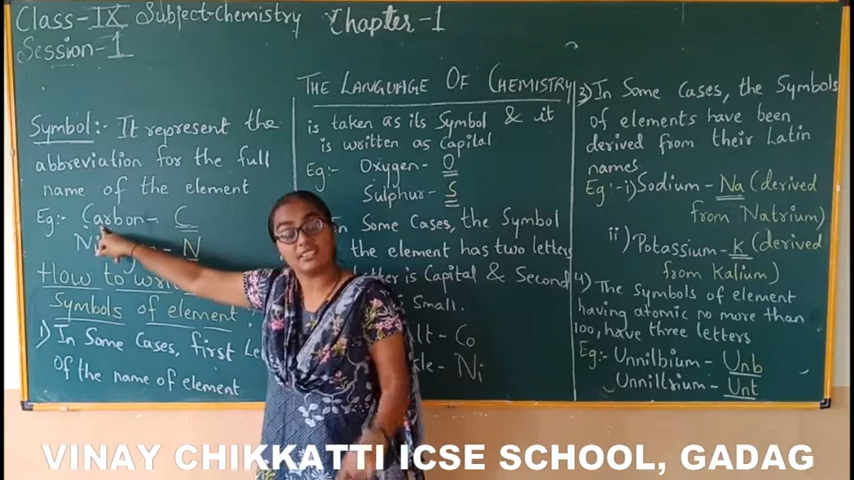 Class-IX Subject-Chemistry Chapter-1
Session-1
THE LANGUAGE OF CHEMISTRY
Symbol:- It represent the
abbreviation for the full
name of the element
Eg:- Carbon- C
- N
How to
Symbols of element
1) In Some Cases, first
of the name of element
is taken as its Symbol & it
is written as Capital
Eg:- Oxygen- O
Sulphur- S
In Some Cases, the Symbol
the element has two letters
is Capital & Second
Small.
- Co
- Ni
3) In Some Cases, the Symbols
of elements have been
derived from their Latin
names
Eg:- i) Sodium - Na (derived
from Natrium)
ii) Potassium- K (derived
from Kalium)
4) The Symbols of element
having atomic no more than
100, have three letters
Eg:- Unnilbium - Unb
Unniltrium - Unt
VINAY CHIKKATTI ICSE SCHOOL, GADAG